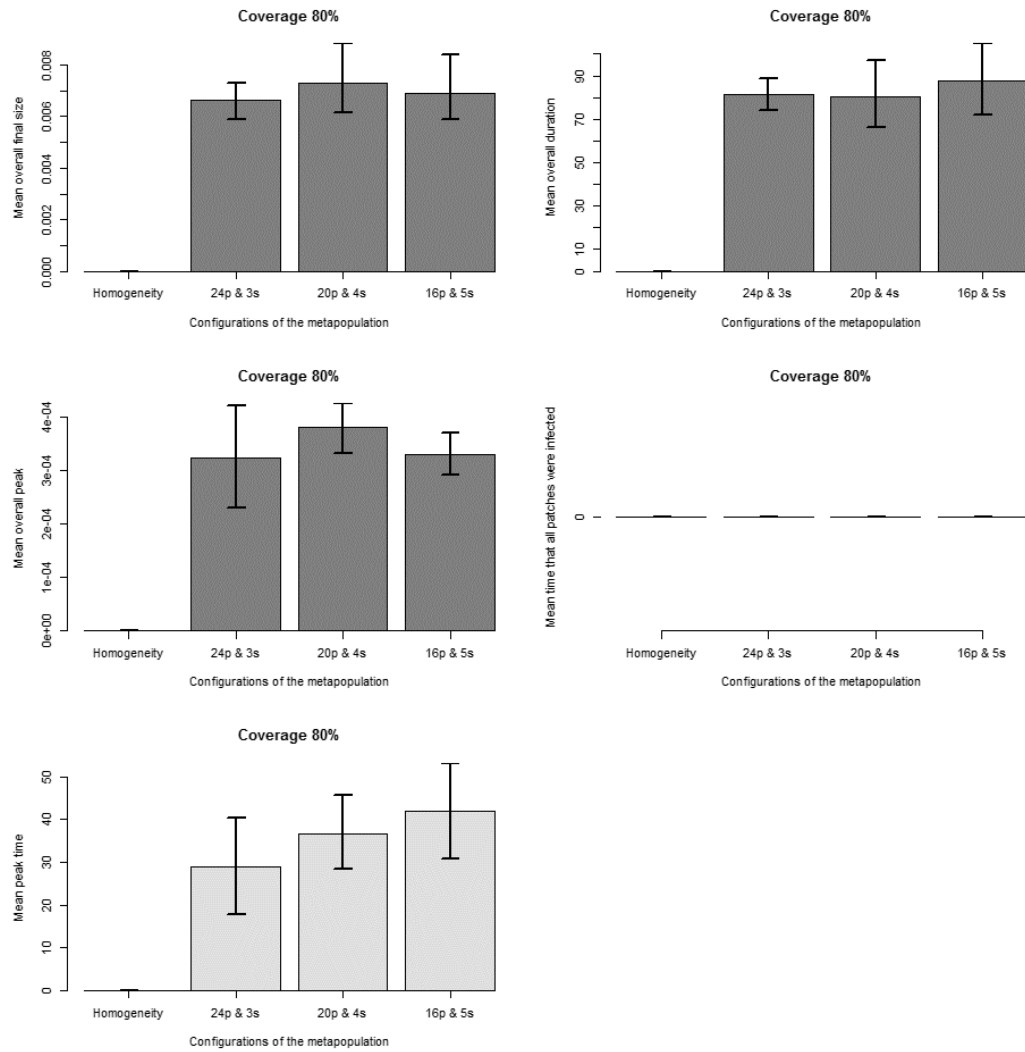 Coverage 80%
Mean overall final size
0.008
0.006
0.004
0.002
0.000
Homogeneity 24p & 3s 20p & 4s 16p & 5s
Configurations of the metapopulation
Coverage 80%
Mean overall duration
90
70
50
30
10
0
Homogeneity 24p & 3s 20p & 4s 16p & 5s
Configurations of the metapopulation
Coverage 80%
Mean overall peak
4e-04
3e-04
2e-04
1e-04
0e+00
Homogeneity 24p & 3s 20p & 4s 16p & 5s
Configurations of the metapopulation
Coverage 80%
Mean time that all patches were infected
0
Homogeneity 24p & 3s 20p & 4s 16p & 5s
Configurations of the metapopulation
Coverage 80%
Mean peak time
50
40
30
20
10
0
Homogeneity 24p & 3s 20p & 4s 16p & 5s
Configurations of the metapopulation